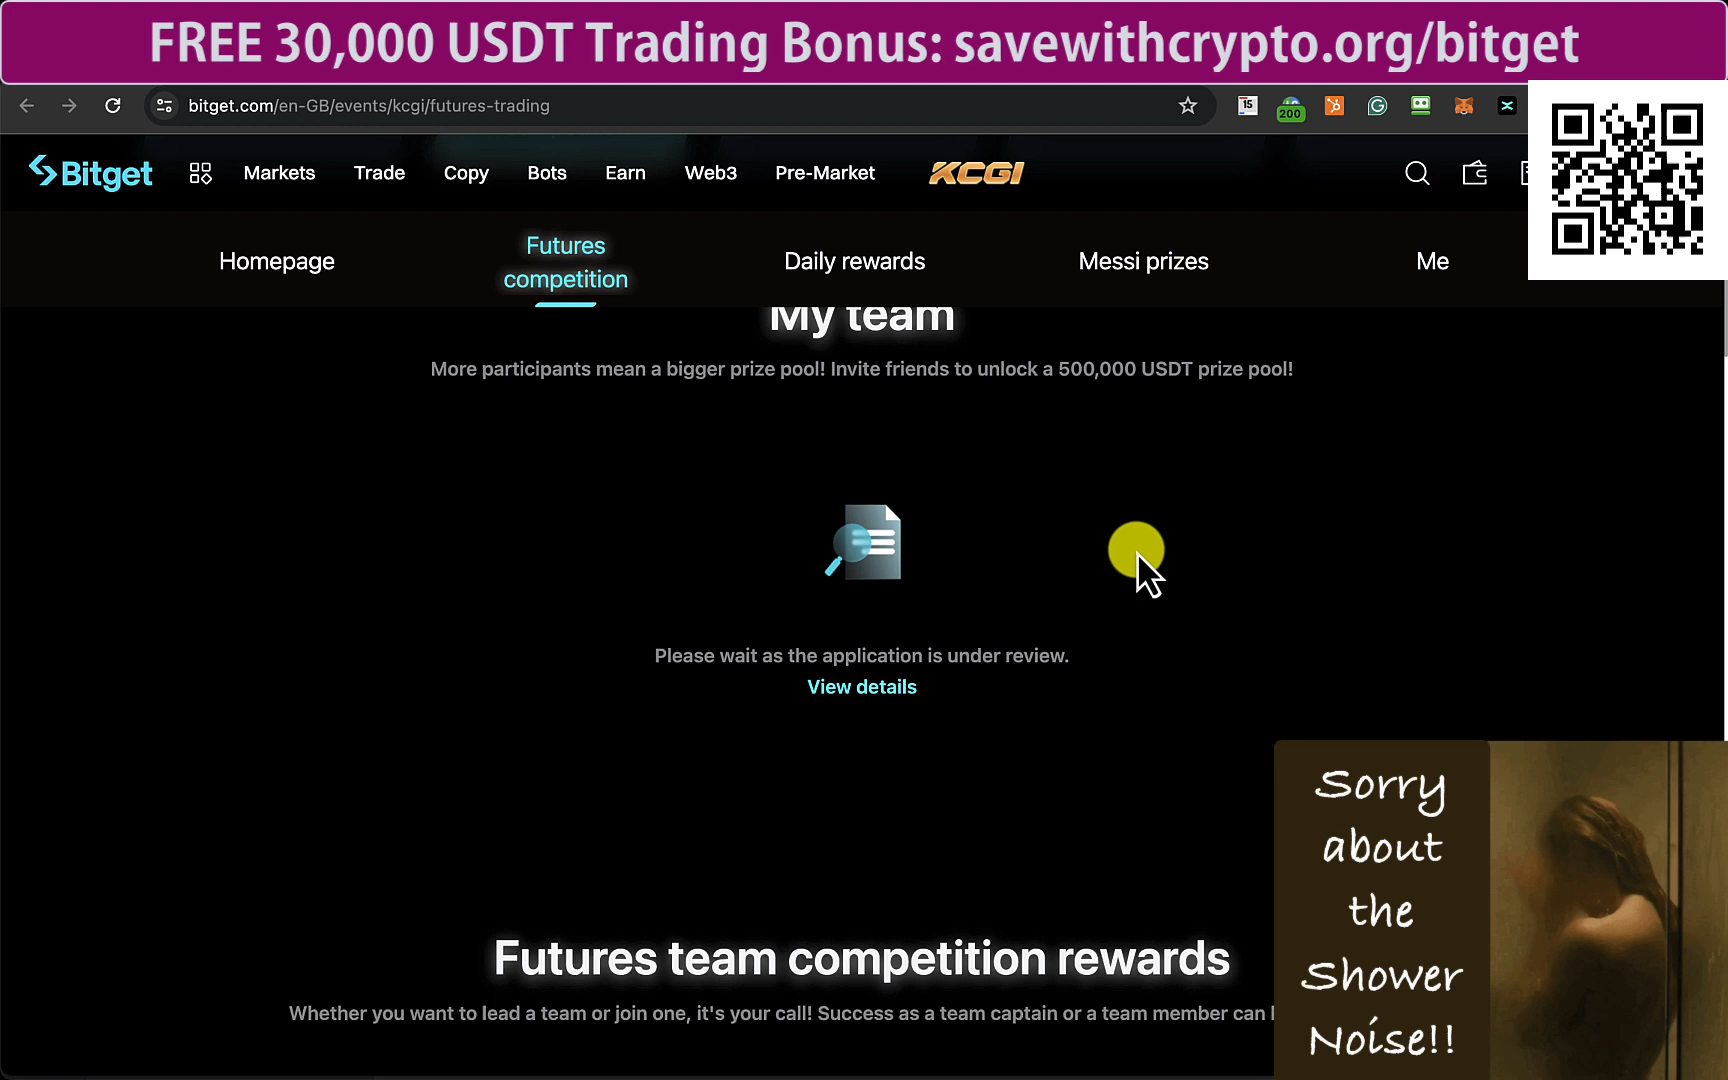 FREE 30,000 USDT Trading Bonus: savewithcrypto.org/bitget
bitget.com/en-GB/events/kcgi/futures-trading
15
200
Bitget
Markets
Trade
Copy
Bots
Earn
Web3
Pre-Market
KCGI
Homepage
Futures
competition
Daily rewards
Messi prizes
Me
My team
More participants mean a bigger prize pool! Invite friends to unlock a 500,000 USDT prize pool!
Please wait as the application is under review.
View details
Futures team competition rewards
Whether you want to lead a team or join one, it's your call! Success as a team captain or a team member can
Sorry
about
the
Shower
Noise!!